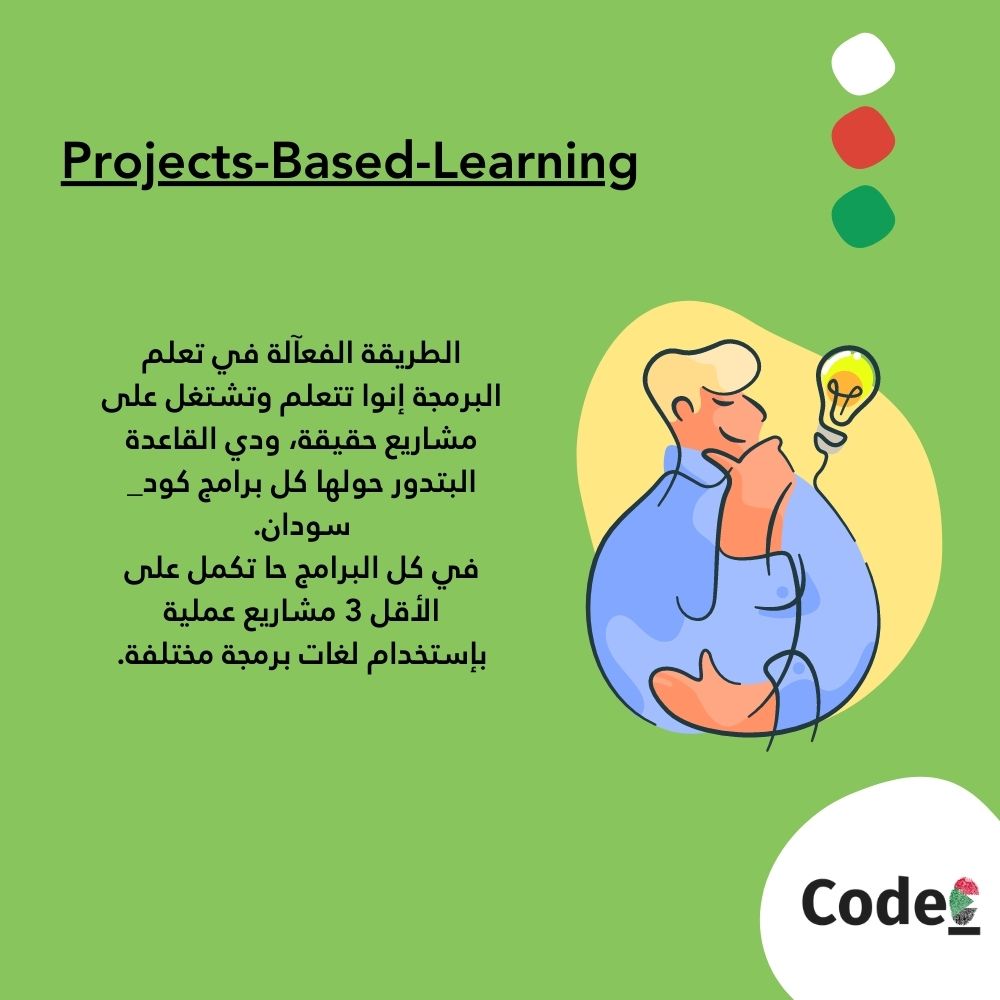 Projects-Based-Learning
الطريقة الفعآلة في تعلم
البرمجة إنوا تتعلم وتشتغل على
مشاريع حقيقة، ودي القاعدة
البتدور حولها كل برامج كود_
سودان.
في كل البرامج حا تكمل على
الأقل 3 مشاريع عملية
بإستخدام لغات برمجة مختلفة.
Code_